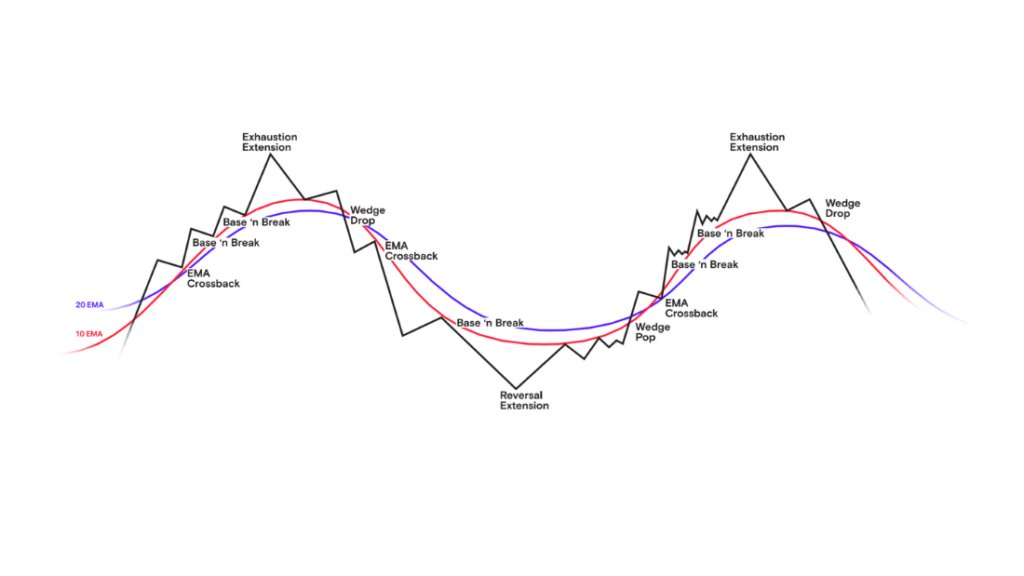 Exhaustion
Extension
Base ‘n Break
Base ‘n Break
EMA
Crossback
20 EMA
10 EMA
Wedge
Drop
EMA
Crossback
Base ‘n Break
Reversal
Extension
Wedge
Pop
EMA
Crossback
Base ‘n Break
Base ‘n Break
Exhaustion
Extension
Wedge
Drop